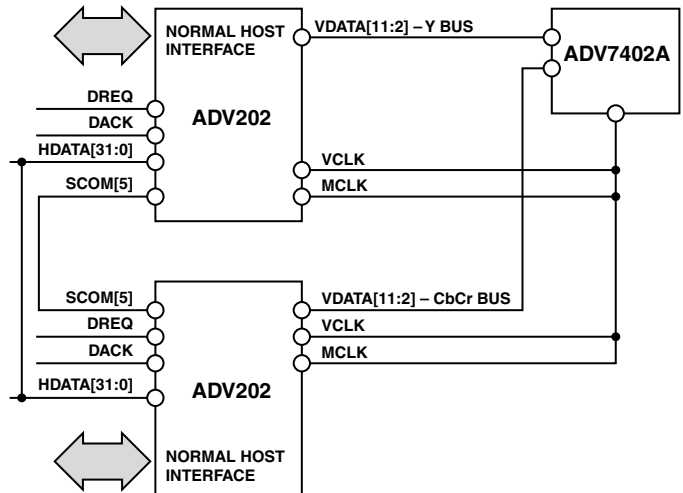 NORMAL HOST
INTERFACE
VDATA[11:2] – Y BUS
ADV7402A
DREQ
ADV202
DACK
HDATA[31:0]
VCLK
SCOM[5]
MCLK
SCOM[5]
VDATA[11:2] – CbCr BUS
DREQ
VCLK
DACK
MCLK
HDATA[31:0]
ADV202
NORMAL HOST
INTERFACE